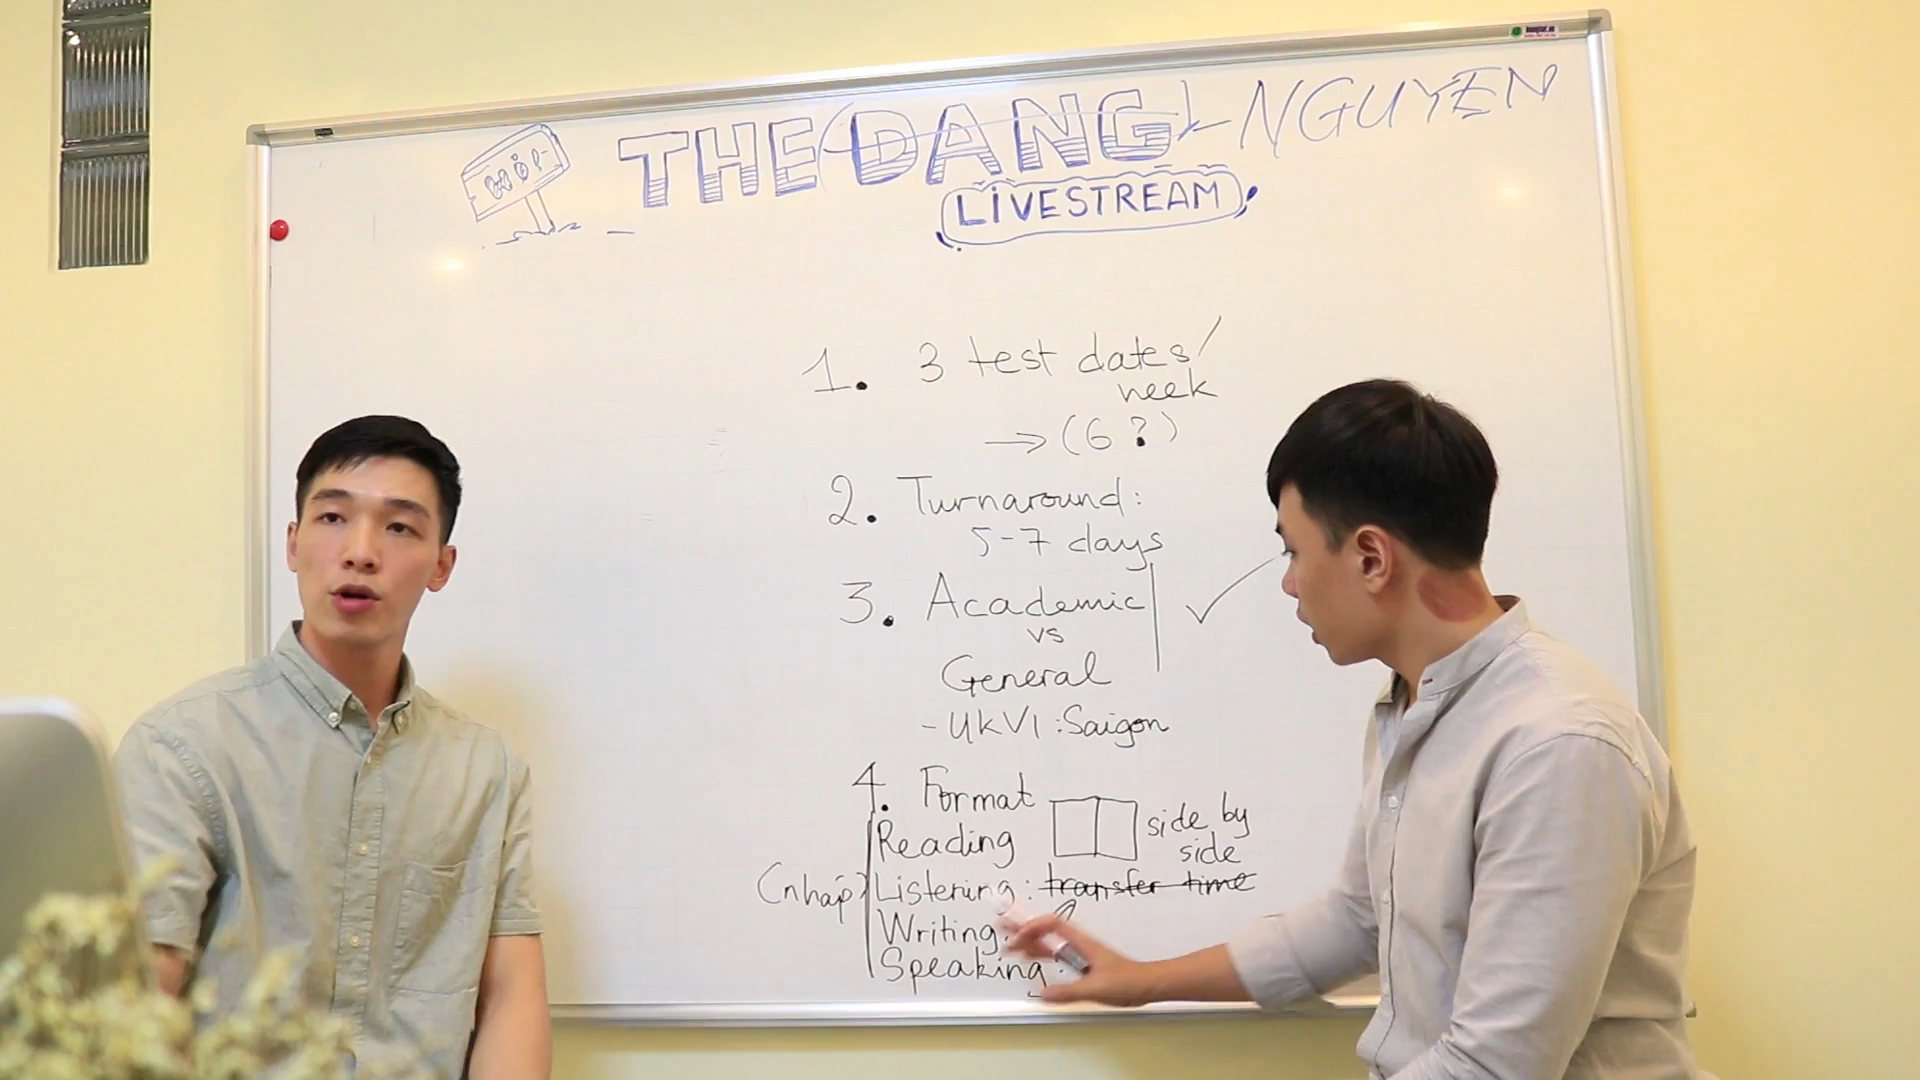 THE DANG - NGUYEN
LIVESTREAM
1. 3 test dates/
week
→ (6 ?)
2. Turnaround:
5-7 days
3. Academic
vs
General
- UKVI : Saigon
4. Format
Reading
side by
side
(nháp) Listening : transfer time
Writing:
Speaking: